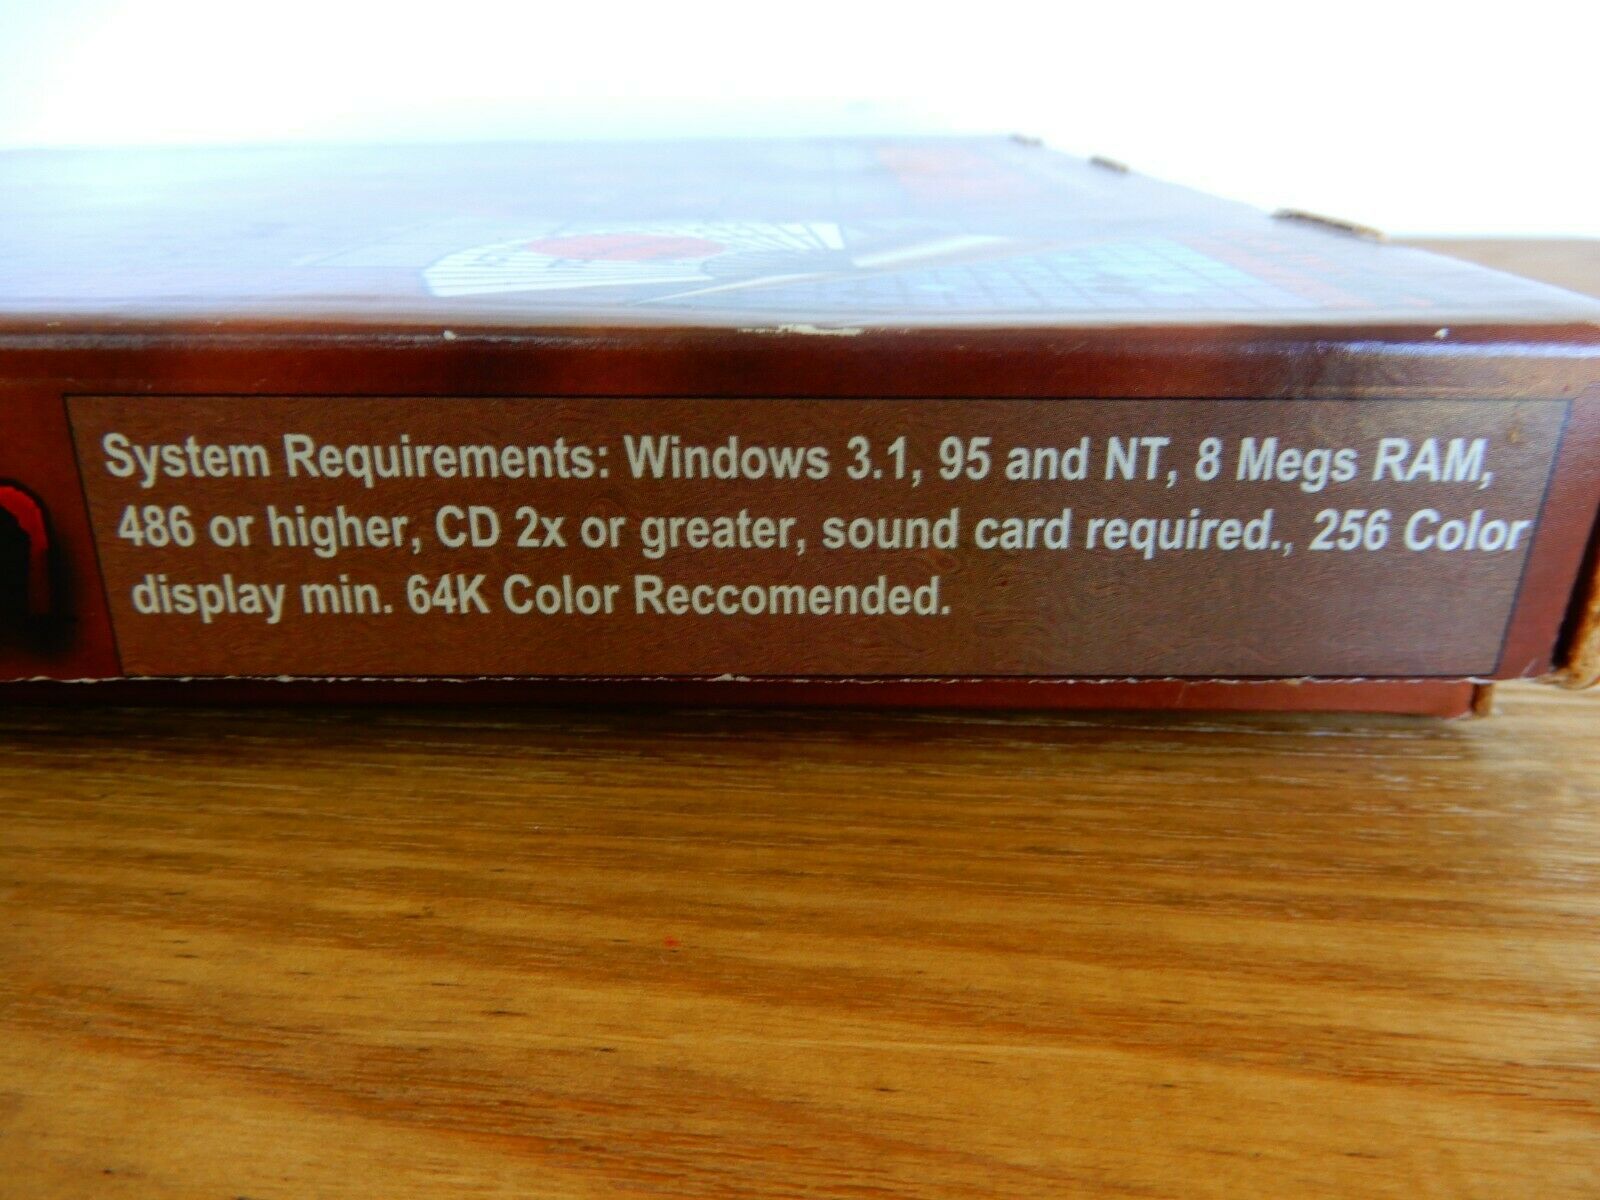 System Requirements: Windows 3.1, 95 and NT, 8 Megs RAM,
486 or higher, CD 2x or greater, sound card required., 256 Color
display min. 64K Color Reccomended.